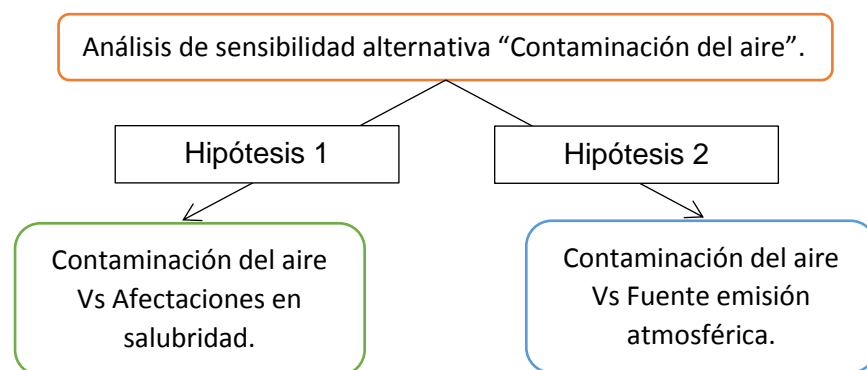 Análisis de sensibilidad alternativa “Contaminación del aire”.
Hipótesis 1
Hipótesis 2
Contaminación del aire
Vs Afectaciones en
salubridad.
Contaminación del aire
Vs Fuente emisión
atmosférica.